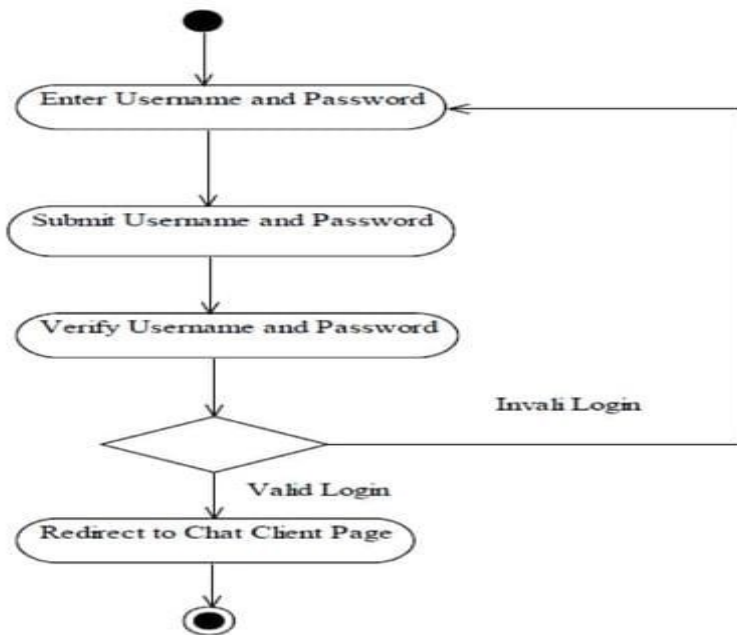 Enter Username and Password
Submit Username and Password
Verify Username and Password
Invali Login
Valid Login
Redirect to Chat Client Page